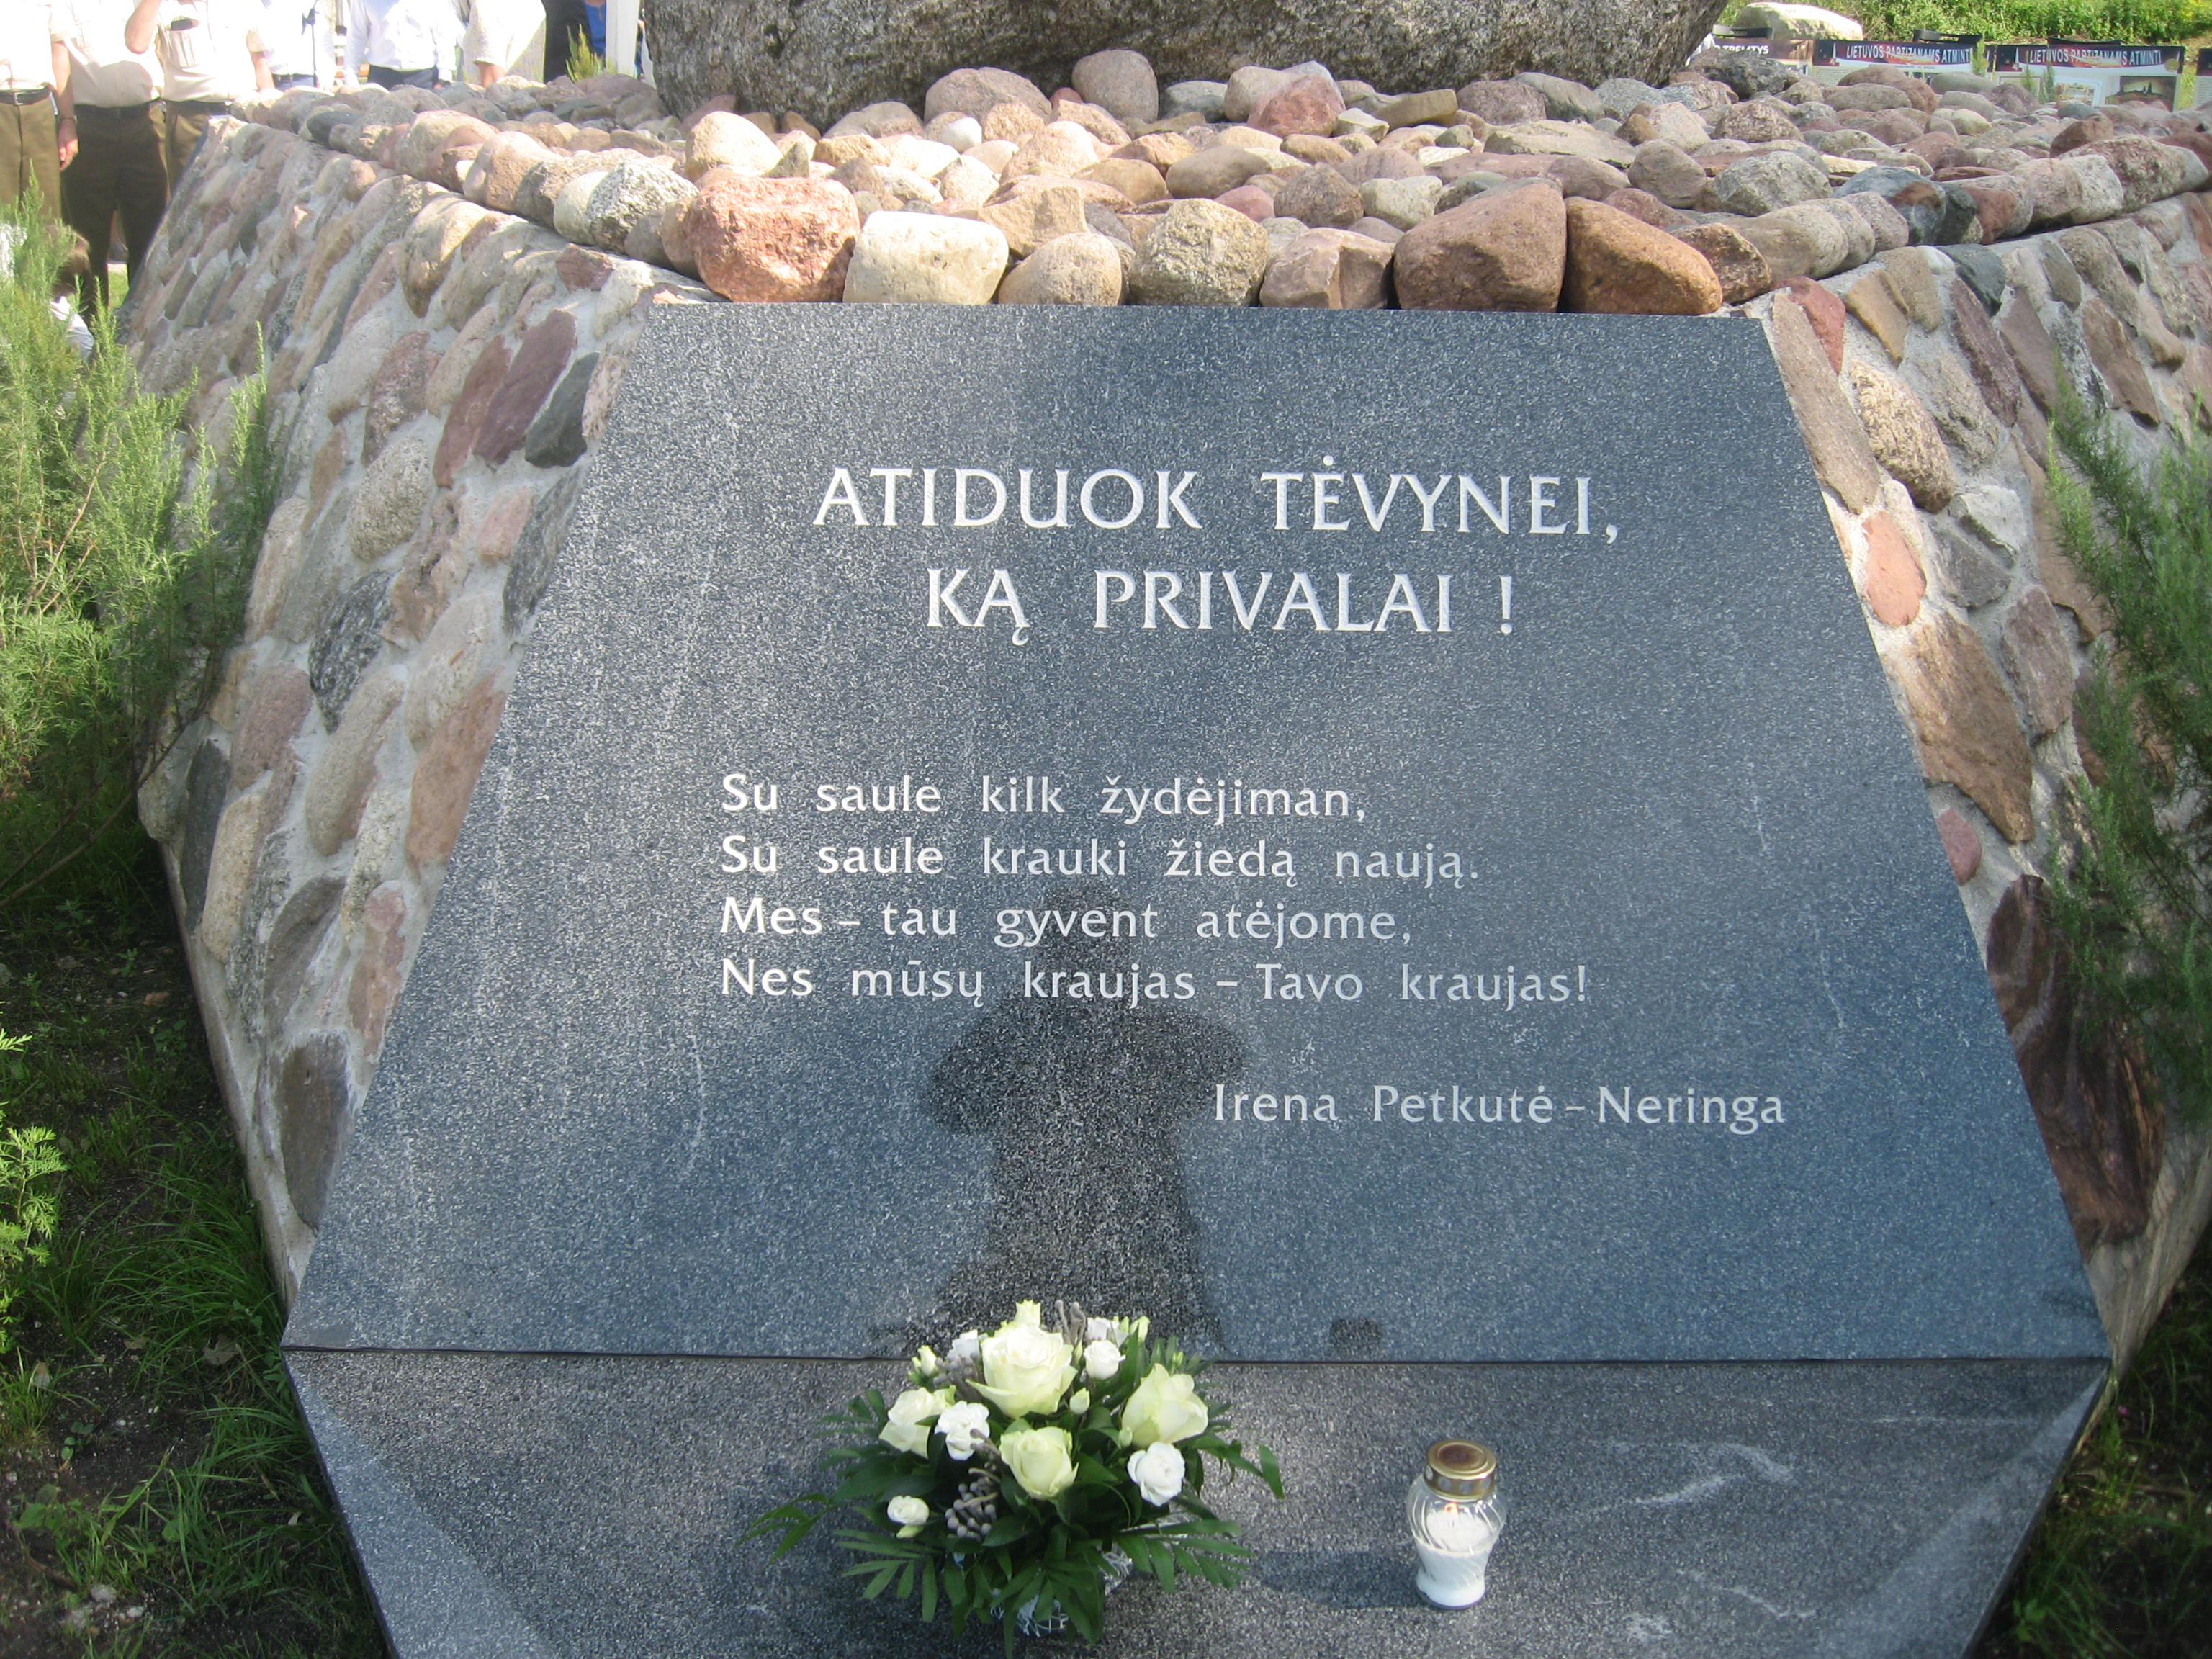 TREMTYS
LIETUVOS PARTIZANAMS ATMINTI
LIETUVOS PARTIZANAMS ATMINTI
ATIDUOK TĖVYNEI,
KĄ PRIVALAI !
Su saule kilk žydėjiman,
Su saule krauki žiedą naują.
Mes – tau gyvent atėjome,
Nes mūsų kraujas – Tavo kraujas!
Irena Petkutė – Neringa